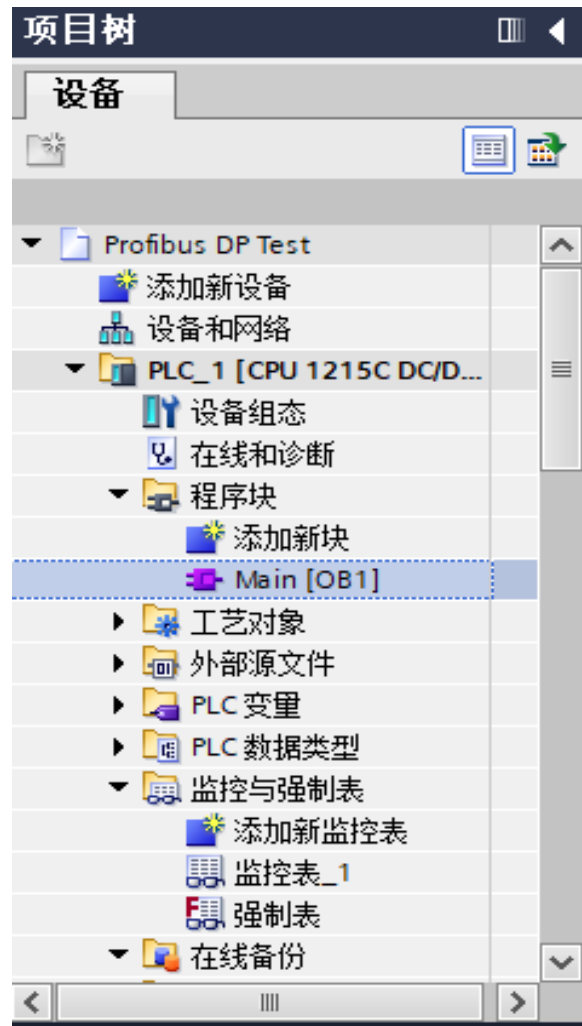 项目树
设备
Profibus DP Test
添加新设备
设备和网络
PLC_1 [CPU 1215C DC/D...
设备组态
在线和诊断
程序块
添加新块
Main [OB1]
工艺对象
外部源文件
PLC 变量
PLC 数据类型
监控与强制表
添加新监控表
监控表_1
强制表
在线备份